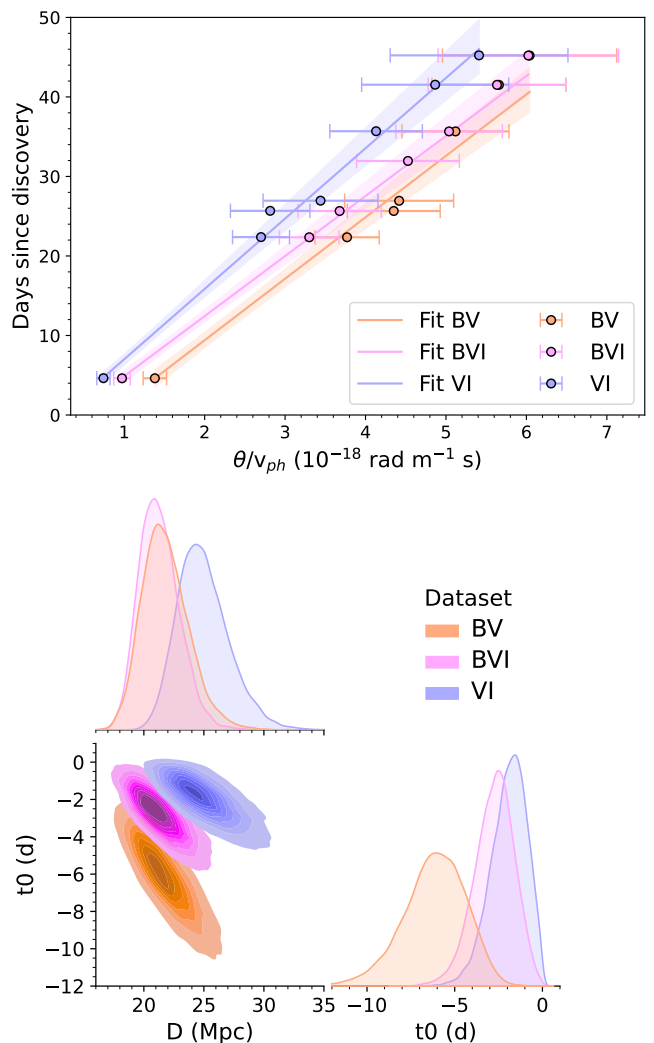 50
40
30
20
10
0
Days since discovery
1 2 3 4 5 6 7
θ/v_ph (10⁻¹⁸ rad m⁻¹ s)
Fit BV BV
Fit BVI BVI
Fit VI VI
Dataset
BV
BVI
VI
0
−2
−4
−6
−8
−10
−12
t0 (d)
20 25 30 35
D (Mpc)
−10 −5 0
t0 (d)